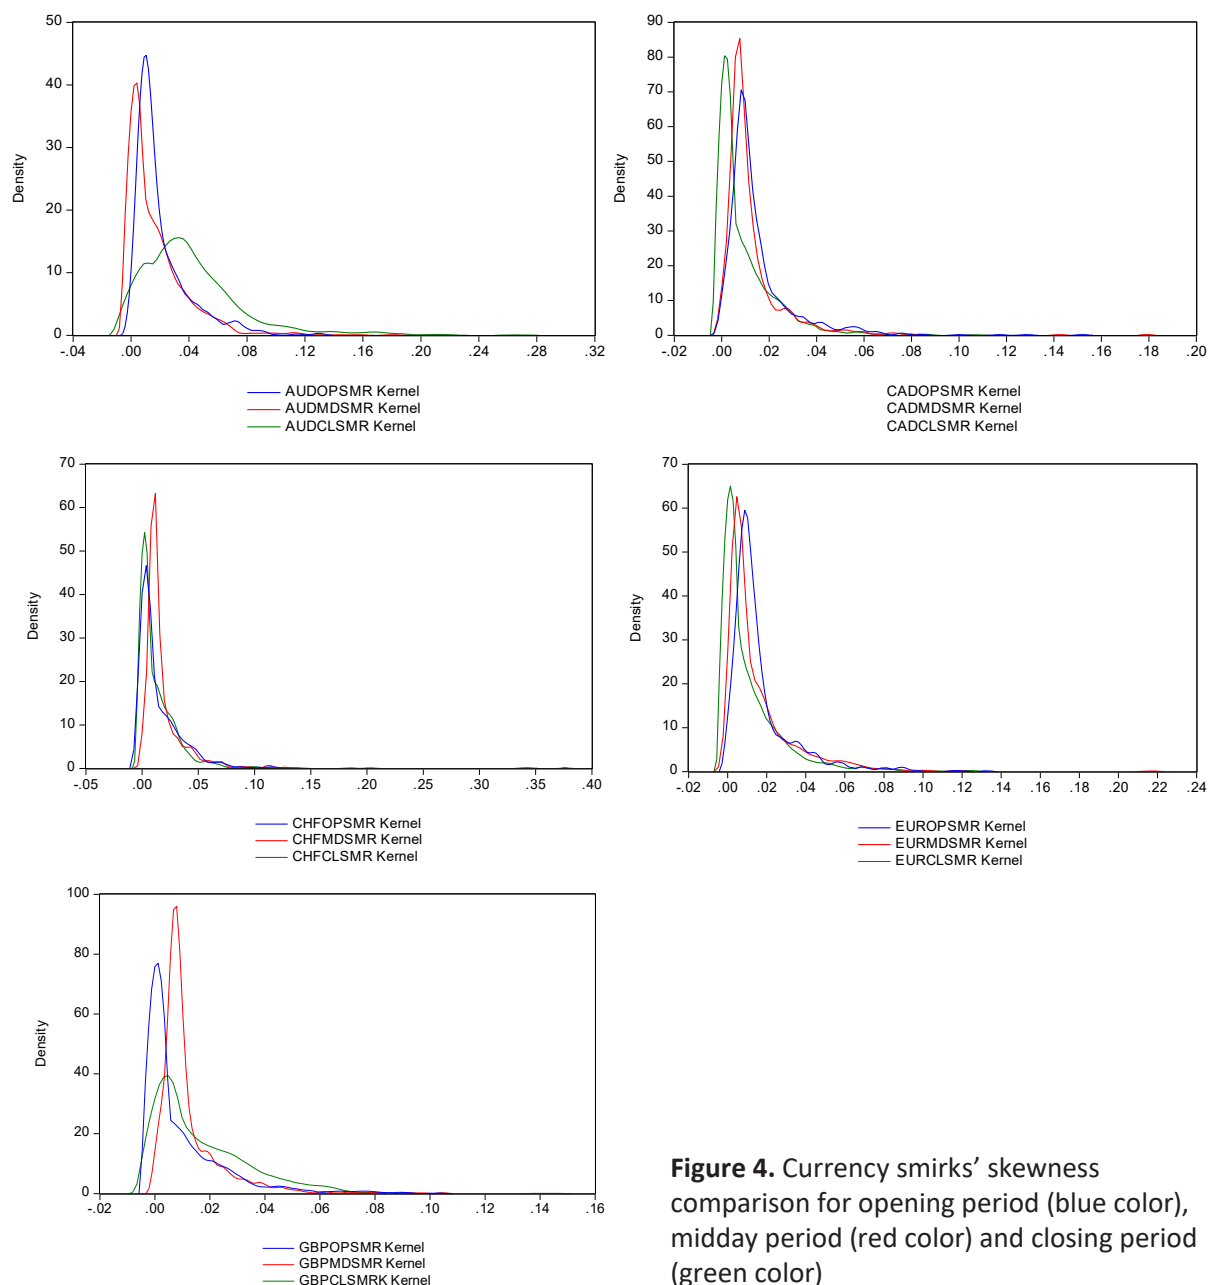 50
40
30
20
10
0
Density
-.04 .00 .04 .08 .12 .16 .20 .24 .28 .32
AUDOPSMR Kernel
AUDMDSMR Kernel
AUDCLSMR Kernel
90
80
70
60
50
40
30
20
10
0
Density
-.02 .00 .02 .04 .06 .08 .10 .12 .14 .16 .18 .20
CADOPSMR Kernel
CADMDSMR Kernel
CADCLSMR Kernel
70
60
50
40
30
20
10
0
Density
-.05 .00 .05 .10 .15 .20 .25 .30 .35 .40
CHFOPSMR Kernel
CHFMDSMR Kernel
CHFCLSMR Kernel
70
60
50
40
30
20
10
0
Density
-.02 .00 .02 .04 .06 .08 .10 .12 .14 .16 .18 .20 .22 .24
EUROPSMR Kernel
EURMDSMR Kernel
EURCLSMR Kernel
100
80
60
40
20
0
Density
-.02 .00 .02 .04 .06 .08 .10 .12 .14 .16
GBPOPSMR Kernel
GBPMDSMR Kernel
GBPCLSMRK Kernel
Figure 4. Currency smirks’ skewness
comparison for opening period (blue color),
midday period (red color) and closing period
(green color)